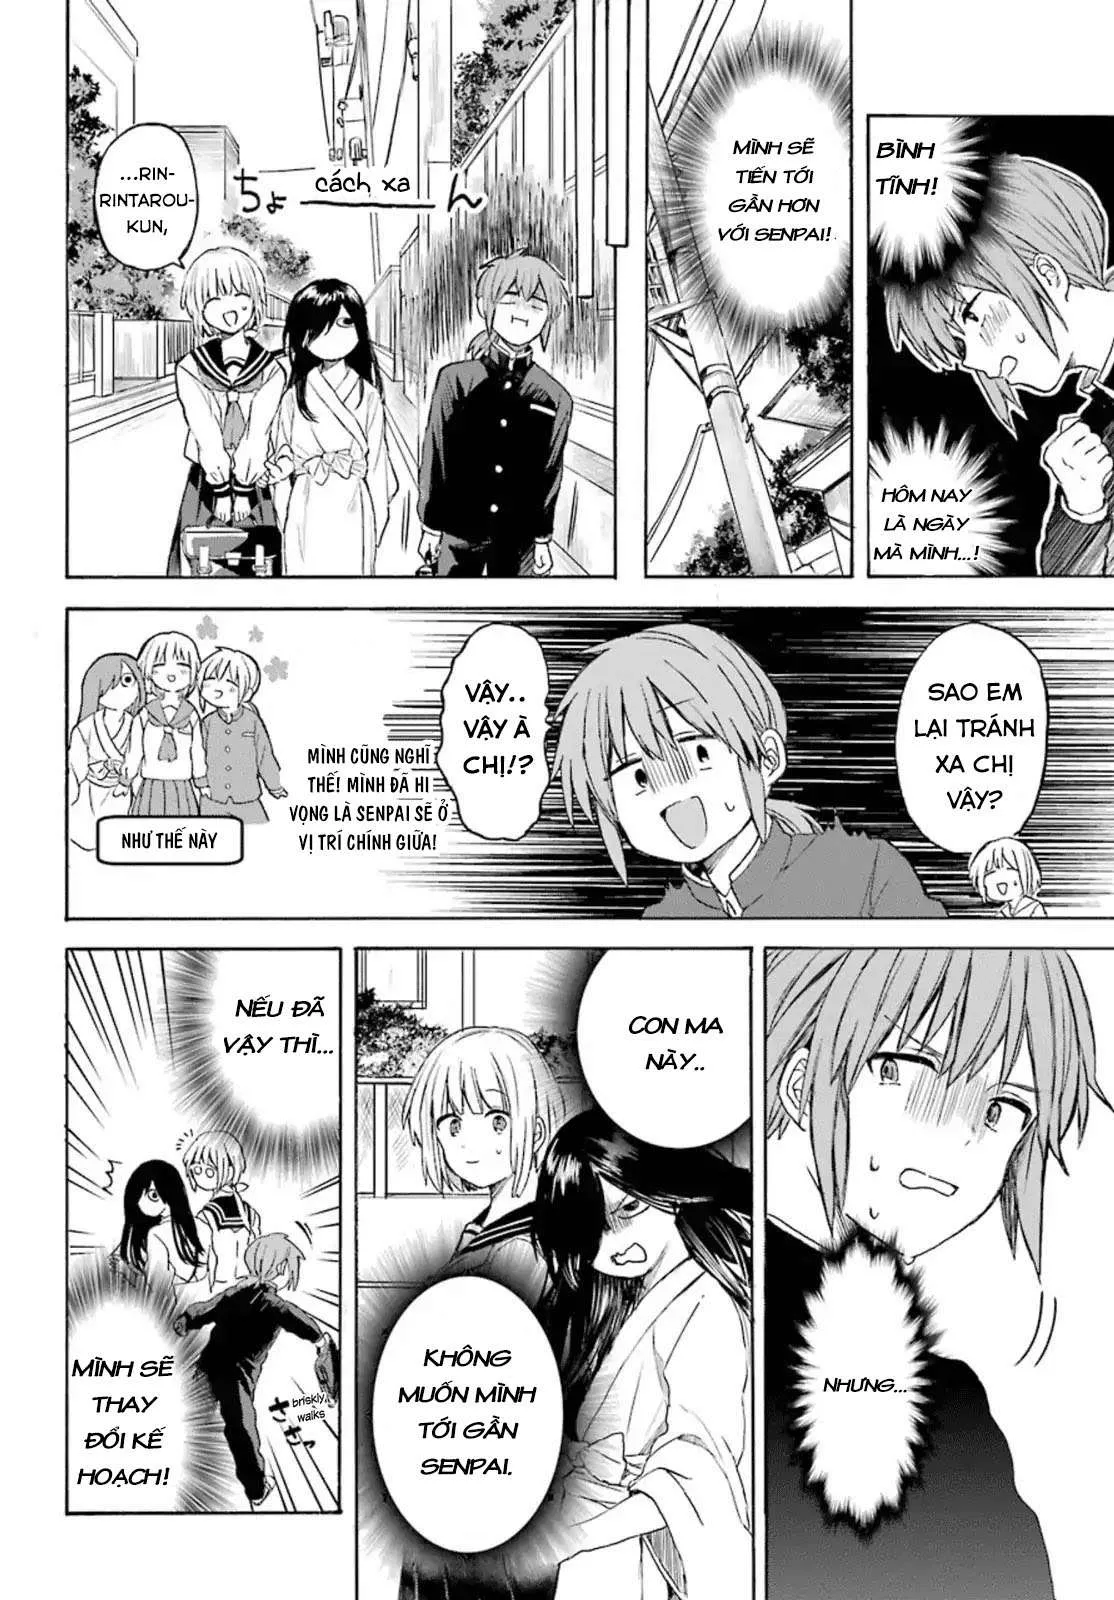 BÌNH
TĨNH!
HÔM NAY
LÀ NGÀY
MÀ MÌNH...!
MÌNH SẼ
TIẾN TỚI
GẦN HƠN
VỚI SENPAI!
cách xa
ちょ ん
...RIN-
RINTAROU-
KUN,
SAO EM
LẠI TRÁNH
XA CHỊ
VẬY?
VẬY..
VẬY À
CHỊ!?
MÌNH CŨNG NGHĨ
THẾ! MÌNH ĐÃ HI
VỌNG LÀ SENPAI SẼ Ở
VỊ TRÍ CHÍNH GIỮA!
NHƯ THẾ NÀY
NHƯNG...
CON MA
NÀY..
KHÔNG
MUỐN MÌNH
TỚI GẦN
SENPAI.
NẾU ĐÃ
VẬY THÌ...
MÌNH SẼ
THAY
ĐỔI KẾ
HOẠCH!
briskly
walks
さささっ